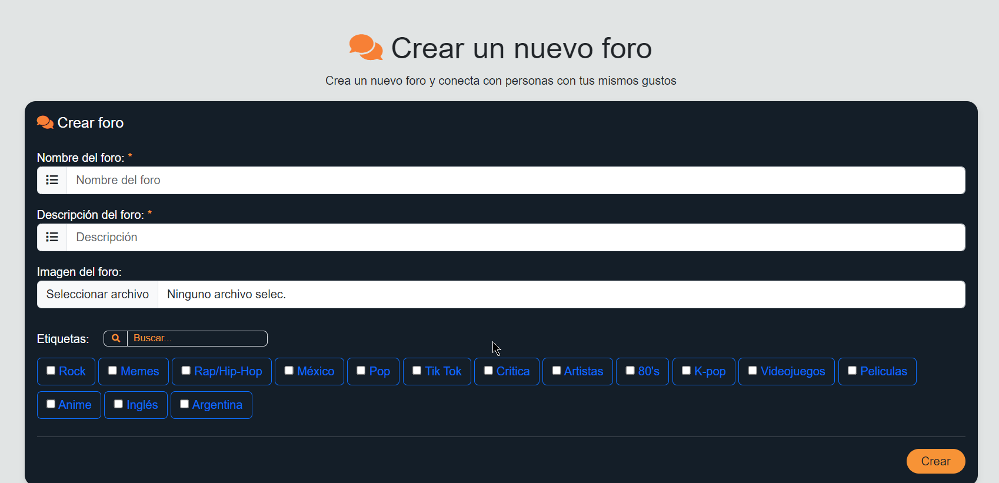 Crear un nuevo foro
Crea un nuevo foro y conecta con personas con tus mismos gustos
Crear foro
Nombre del foro: *
Nombre del foro
Descripción del foro: *
Descripción
Imagen del foro:
Seleccionar archivo Ninguno archivo selec.
Etiquetas: Buscar...
Rock Memes Rap/Hip-Hop México Pop Tik Tok Critica Artistas 80's K-pop Videojuegos Peliculas
Anime Inglés Argentina
Crear